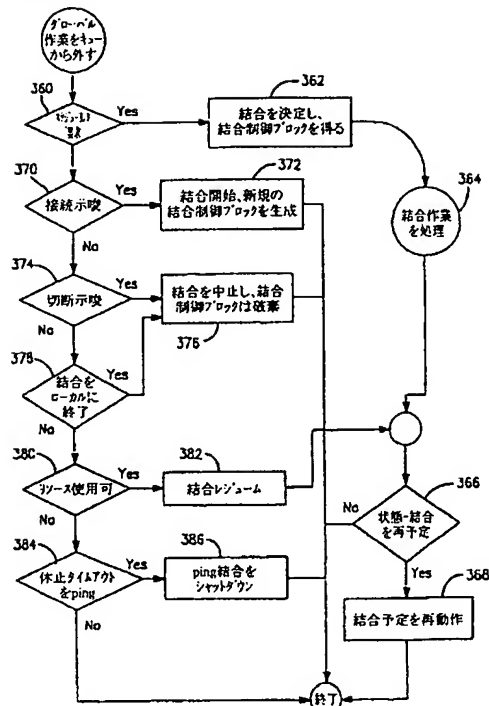 グローバル
作業をキュー
から外す
360
Yes
362
結合を決定し、
結合制御ブロックを得る
364
結合作業
を処理
370
接続示唆
Yes
372
結合開始、新規の
結合制御ブロックを生成
No
374
切断示唆
Yes
結合を中止し、結合
制御ブロックは破棄
376
No
378
結合を
ローカルに
終了
Yes
No
380
リソース使用可
Yes
382
結合レジューム
No
384
休止タイムアウト
をping
Yes
386
ping結合を
シャットダウン
No
366
状態-結合
を再予定
No
Yes
368
結合予定を再動作
終了